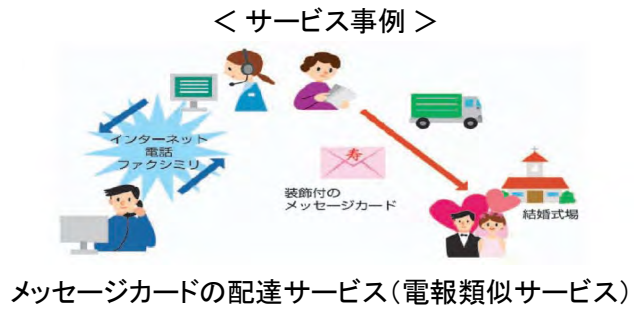 ＜ サービス事例 ＞
インターネット
電話
ファクシミリ
寿
装飾付の
メッセージカード
結婚式場
メッセージカードの配達サービス（電報類似サービス）